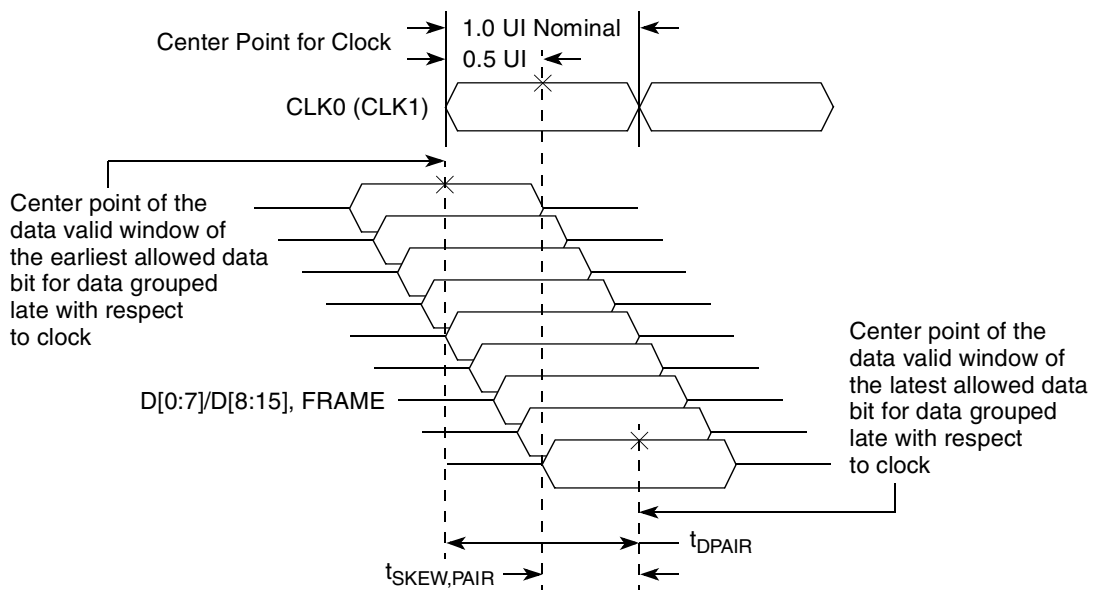 1.0 UI Nominal
Center Point for Clock
0.5 UI
CLK0 (CLK1)
Center point of the
data valid window of
the earliest allowed data
bit for data grouped
late with respect
to clock
Center point of the
data valid window of
the latest allowed data
bit for data grouped
late with respect
to clock
D[0:7]/D[8:15], FRAME
tDPAIR
tSKEW,PAIR